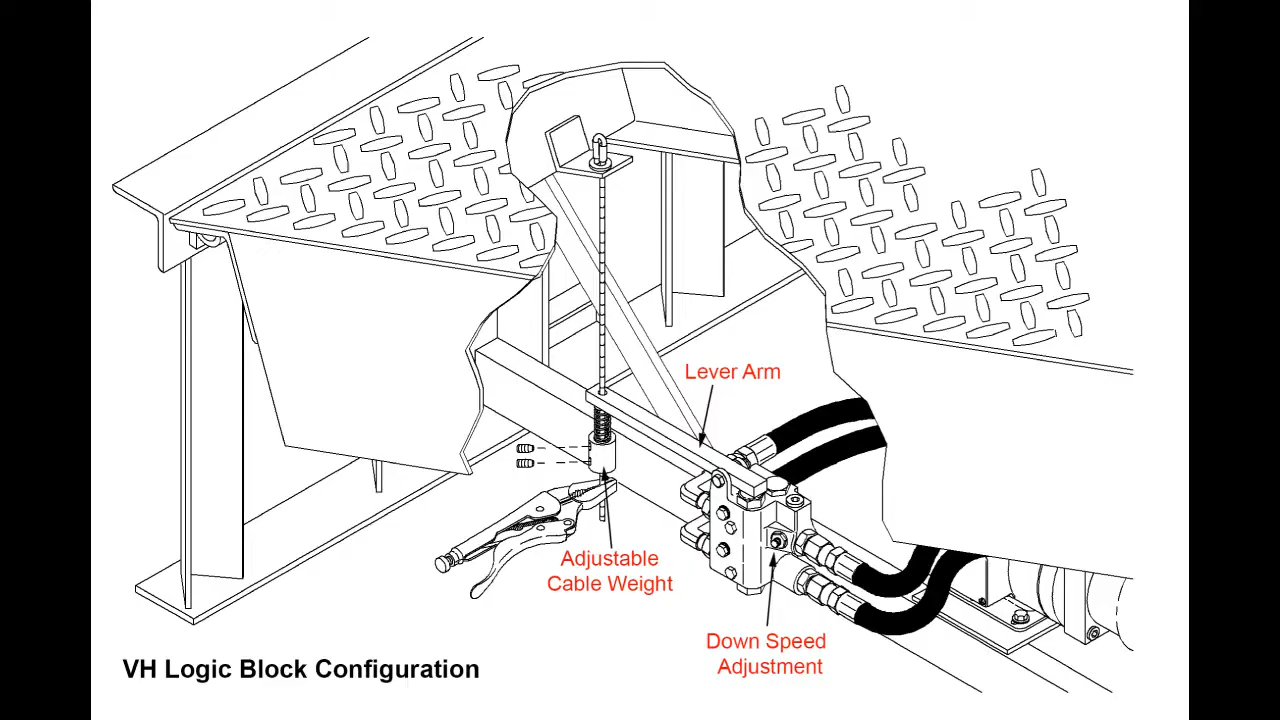 Lever Arm
Adjustable
Cable Weight
Down Speed
Adjustment
VH Logic Block Configuration